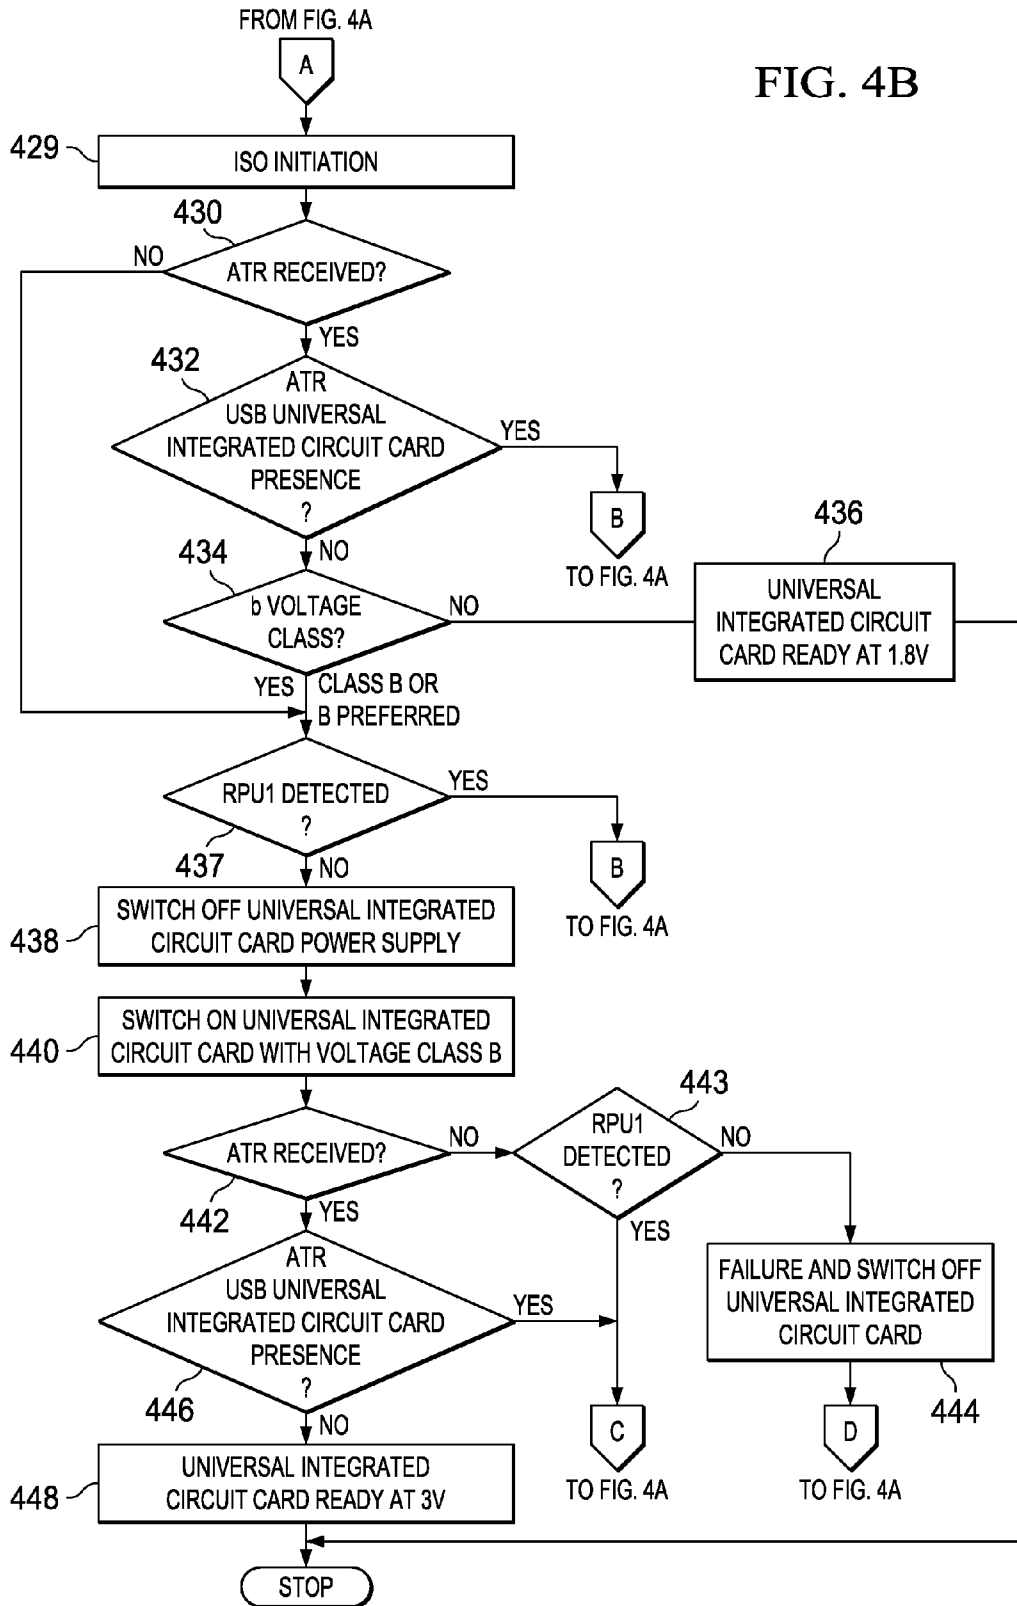 FROM FIG. 4A
A
FIG. 4B
429
ISO INITIATION
430
NO
ATR RECEIVED?
YES
432
ATR
USB UNIVERSAL
INTEGRATED CIRCUIT CARD
PRESENCE
?
YES
B
TO FIG. 4A
NO
434
b VOLTAGE
CLASS?
NO
436
UNIVERSAL
INTEGRATED CIRCUIT
CARD READY AT 1.8V
YES
CLASS B OR
B PREFERRED
RPU1 DETECTED
?
437
YES
B
TO FIG. 4A
NO
438
SWITCH OFF UNIVERSAL INTEGRATED
CIRCUIT CARD POWER SUPPLY
440
SWITCH ON UNIVERSAL INTEGRATED
CIRCUIT CARD WITH VOLTAGE CLASS B
ATR RECEIVED?
442
NO
443
RPU1
DETECTED
?
NO
YES
YES
ATR
USB UNIVERSAL
INTEGRATED CIRCUIT CARD
PRESENCE
?
446
YES
FAILURE AND SWITCH OFF
UNIVERSAL INTEGRATED
CIRCUIT CARD
444
NO
C
TO FIG. 4A
D
TO FIG. 4A
448
UNIVERSAL INTEGRATED
CIRCUIT CARD READY AT 3V
STOP